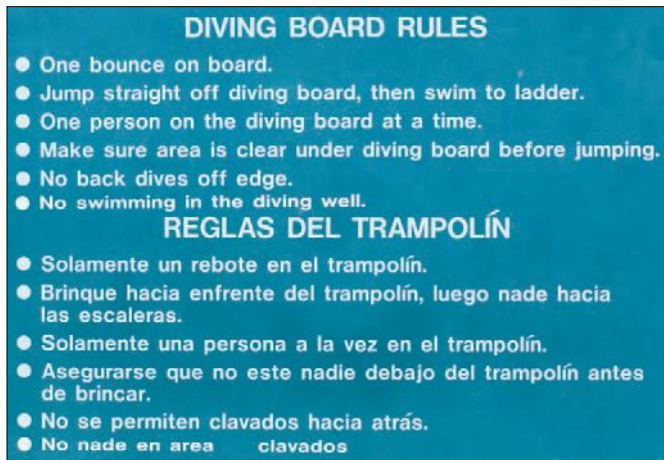 DIVING BOARD RULES
● One bounce on board.
● Jump straight off diving board, then swim to ladder.
● One person on the diving board at a time.
● Make sure area is clear under diving board before jumping.
● No back dives off edge.
● No swimming in the diving well.
REGLAS DEL TRAMPOLÍN
● Solamente un rebote en el trampolín.
● Brinque hacia enfrente del trampolín, luego nade hacia
las escaleras.
● Solamente una persona a la vez en el trampolín.
● Asegurarse que no este nadie debajo del trampolín antes
de brincar.
● No se permiten clavados hacia atrás.
● No nade en area clavados